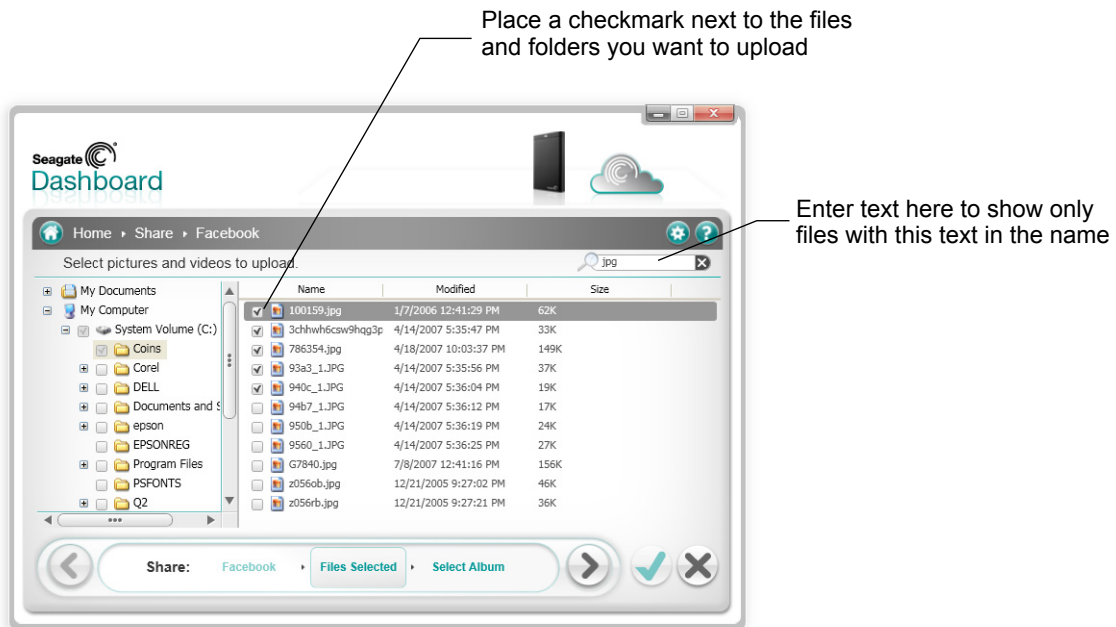 Place a checkmark next to the files
and folders you want to upload
Seagate
Dashboard
Enter text here to show only
files with this text in the name
Home ▸ Share ▸ Facebook
?
Select pictures and videos to upload.
jpg
My Documents
My Computer
System Volume (C:)
Coins
Corel
DELL
Documents and S
epson
EPSONREG
Program Files
PSFONTS
Q2
Name Modified Size
100159.jpg 1/7/2006 12:41:29 PM 62K
3chhwh6csw9hqg3p 4/14/2007 5:35:47 PM 33K
786354.jpg 4/18/2007 10:03:37 PM 149K
93a3_1.JPG 4/14/2007 5:35:56 PM 37K
940c_1.JPG 4/14/2007 5:36:04 PM 19K
94b7_1.JPG 4/14/2007 5:36:12 PM 17K
950b_1.JPG 4/14/2007 5:36:19 PM 24K
9560_1.JPG 4/14/2007 5:36:25 PM 27K
G7840.jpg 7/8/2007 12:41:16 PM 156K
z056ob.jpg 12/21/2005 9:27:02 PM 46K
z056rb.jpg 12/21/2005 9:27:21 PM 36K
Share: Facebook ▸ Files Selected ▸ Select Album